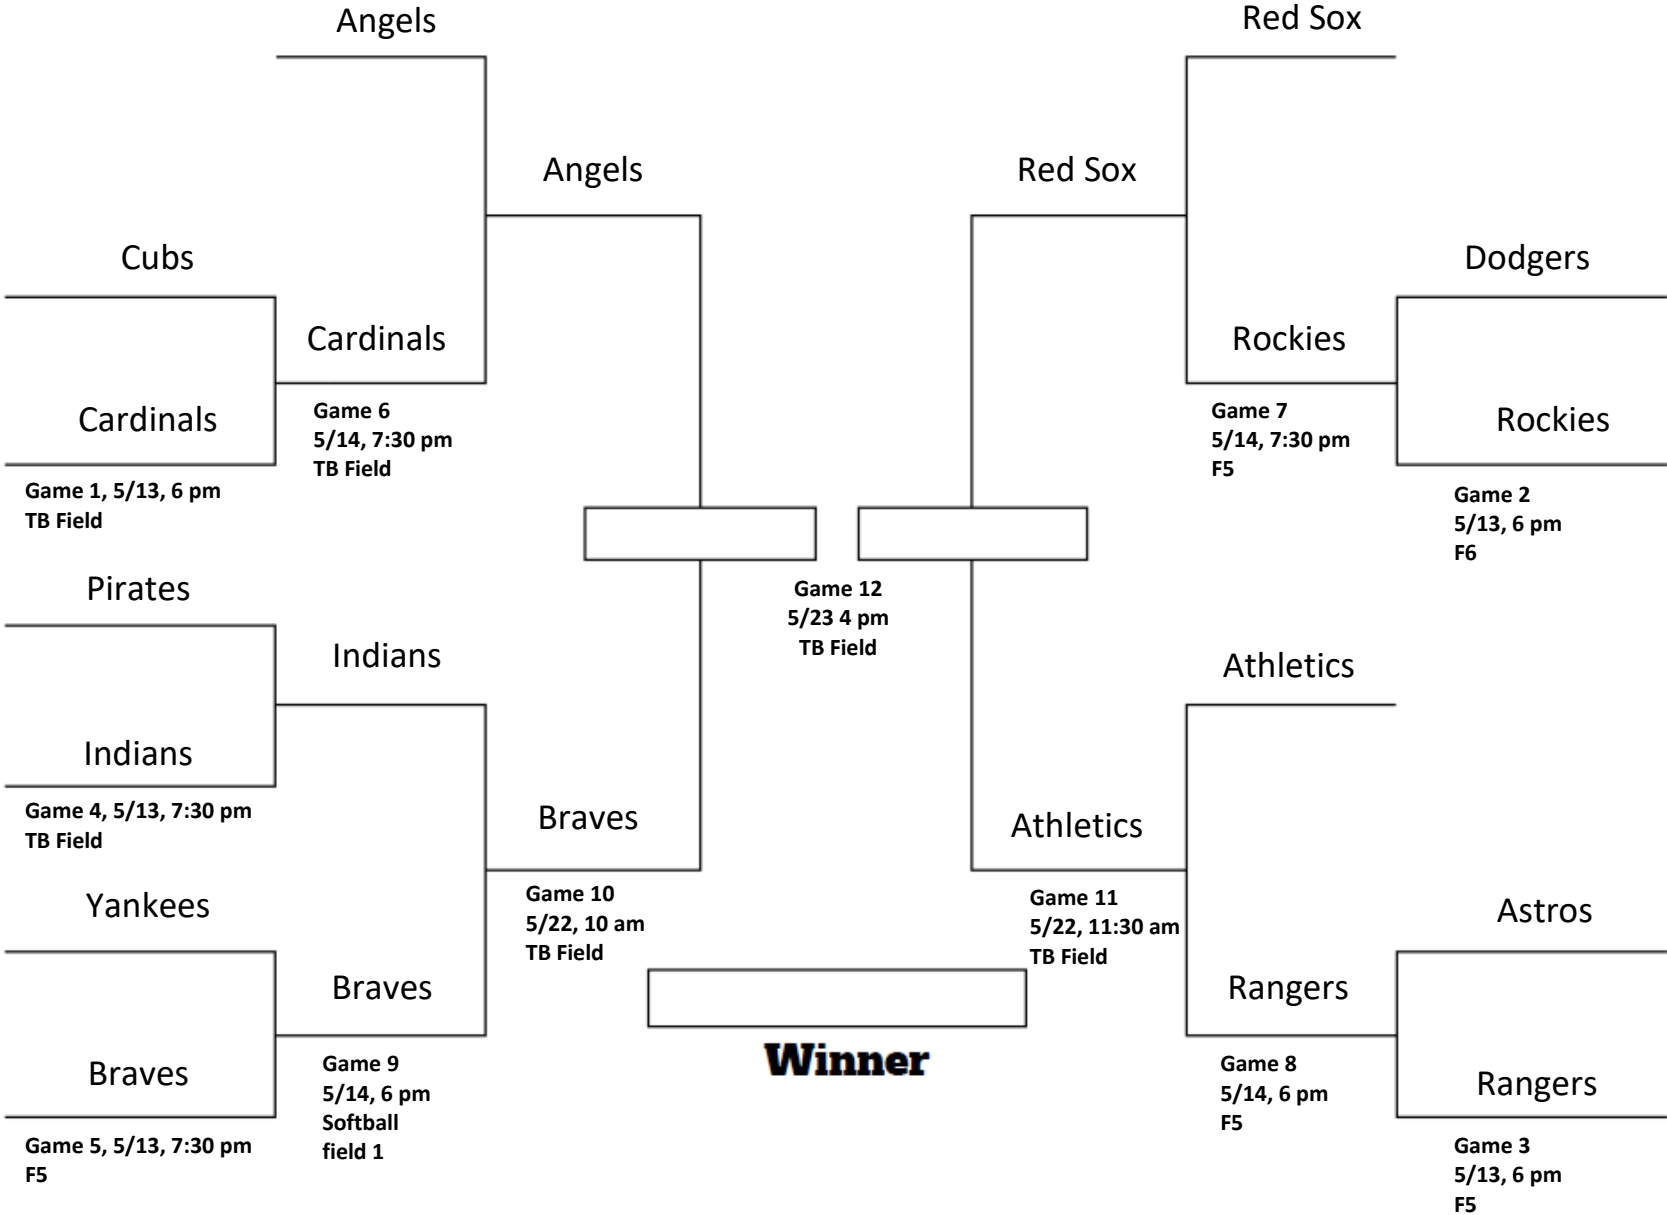 Angels
Red Sox
Angels
Red Sox
Cubs
Dodgers
Cardinals
Rockies
Cardinals
Game 6
5/14, 7:30 pm
TB Field
Game 7
5/14, 7:30 pm
F5
Rockies
Game 1, 5/13, 6 pm
TB Field
Game 2
5/13, 6 pm
F6
Pirates
Game 12
5/23 4 pm
TB Field
Indians
Athletics
Indians
Game 4, 5/13, 7:30 pm
TB Field
Braves
Athletics
Yankees
Game 10
5/22, 10 am
TB Field
Game 11
5/22, 11:30 am
TB Field
Astros
Braves
Rangers
Winner
Braves
Game 9
5/14, 6 pm
Softball
field 1
Game 8
5/14, 6 pm
F5
Rangers
Game 5, 5/13, 7:30 pm
F5
Game 3
5/13, 6 pm
F5